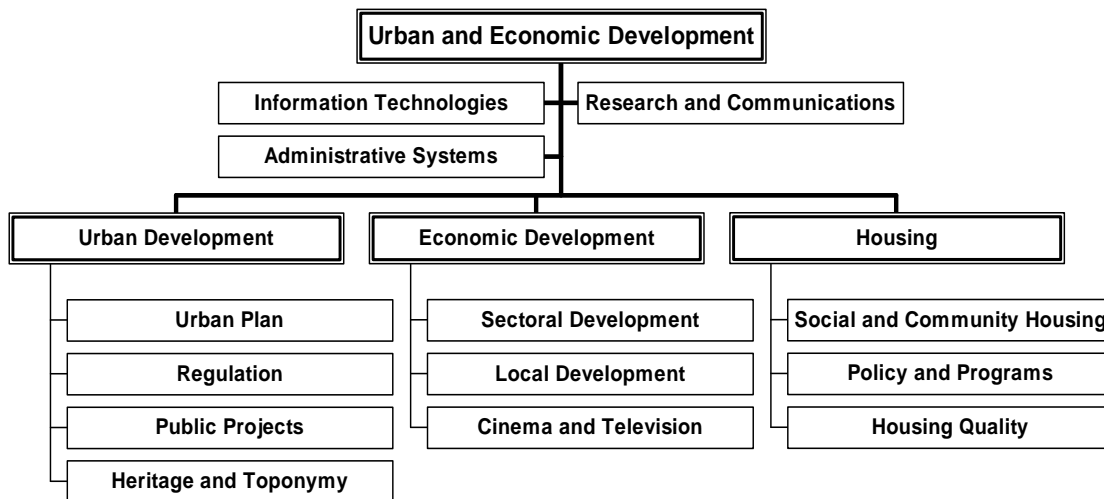 Urban and Economic Development
Information Technologies
Research and Communications
Administrative Systems
Urban Development
Economic Development
Housing
Urban Plan
Sectoral Development
Social and Community Housing
Regulation
Local Development
Policy and Programs
Public Projects
Cinema and Television
Housing Quality
Heritage and Toponymy